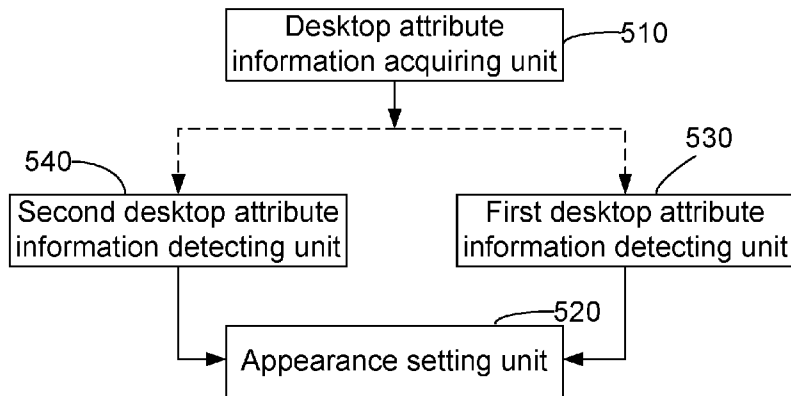 Desktop attribute
information acquiring unit
510
540
530
Second desktop attribute
information detecting unit
First desktop attribute
information detecting unit
520
Appearance setting unit